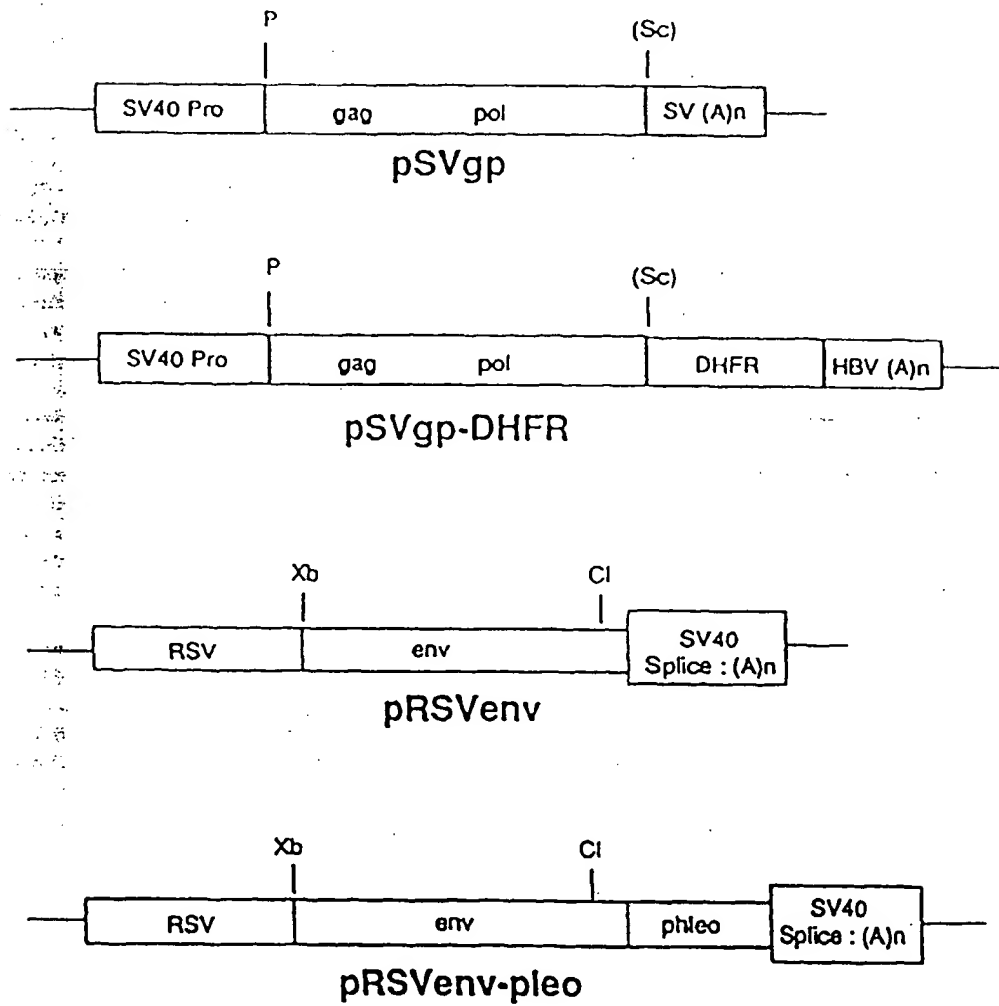 P (Sc)
SV40 Pro gag pol SV (A)n
pSVgp
P (Sc)
SV40 Pro gag pol DHFR HBV (A)n
pSVgp-DHFR
Xb Cl
RSV env SV40
Splice : (A)n
pRSVenv
Xb Cl
RSV env phleo SV40
Splice : (A)n
pRSVenv-pleo